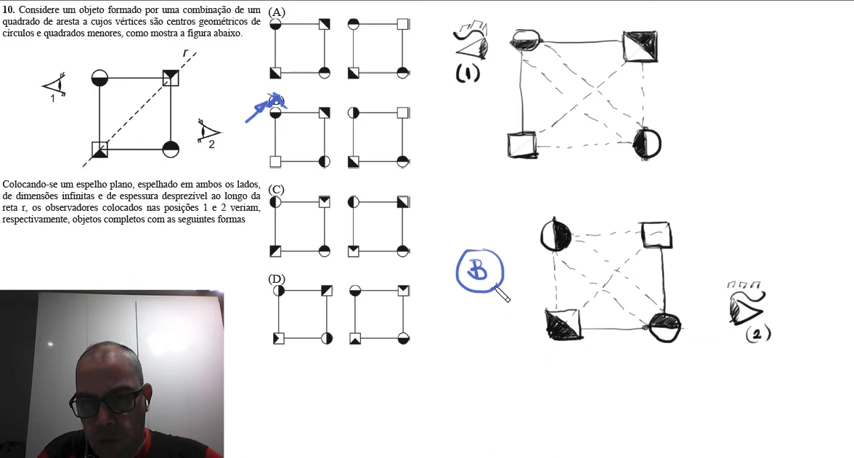 10. Considere um objeto formado por uma combinação de um
quadrado de aresta a cujos vértices são centros geométricos de
círculos e quadrados menores, como mostra a figura abaixo.
r
1
2
Colocando-se um espelho plano, espelhado em ambos os lados,
de dimensões infinitas e de espessura desprezível ao longo da
reta r, os observadores colocados nas posições 1 e 2 veriam,
respectivamente, objetos completos com as seguintes formas
(A)
(C)
(D)
(1)
B
(2)